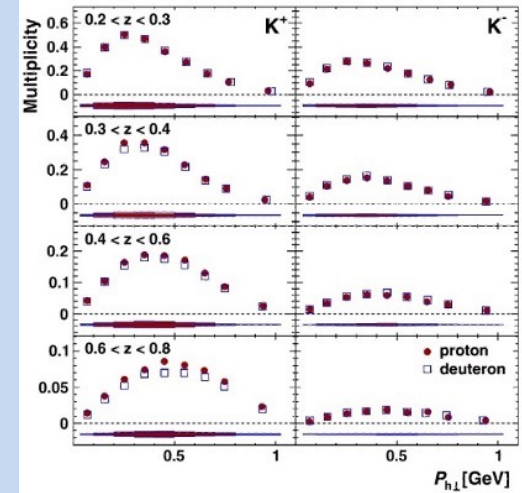 Multiplicity
0.2 < z < 0.3
K+
K-
0.6
0.4
0.2
0
0.3 < z < 0.4
0.4
0.2
0
0.4 < z < 0.6
0.2
0.1
0
0.6 < z < 0.8
proton
deuteron
0.1
0.05
0
0.5 1 0.5 1
Ph⊥[GeV]